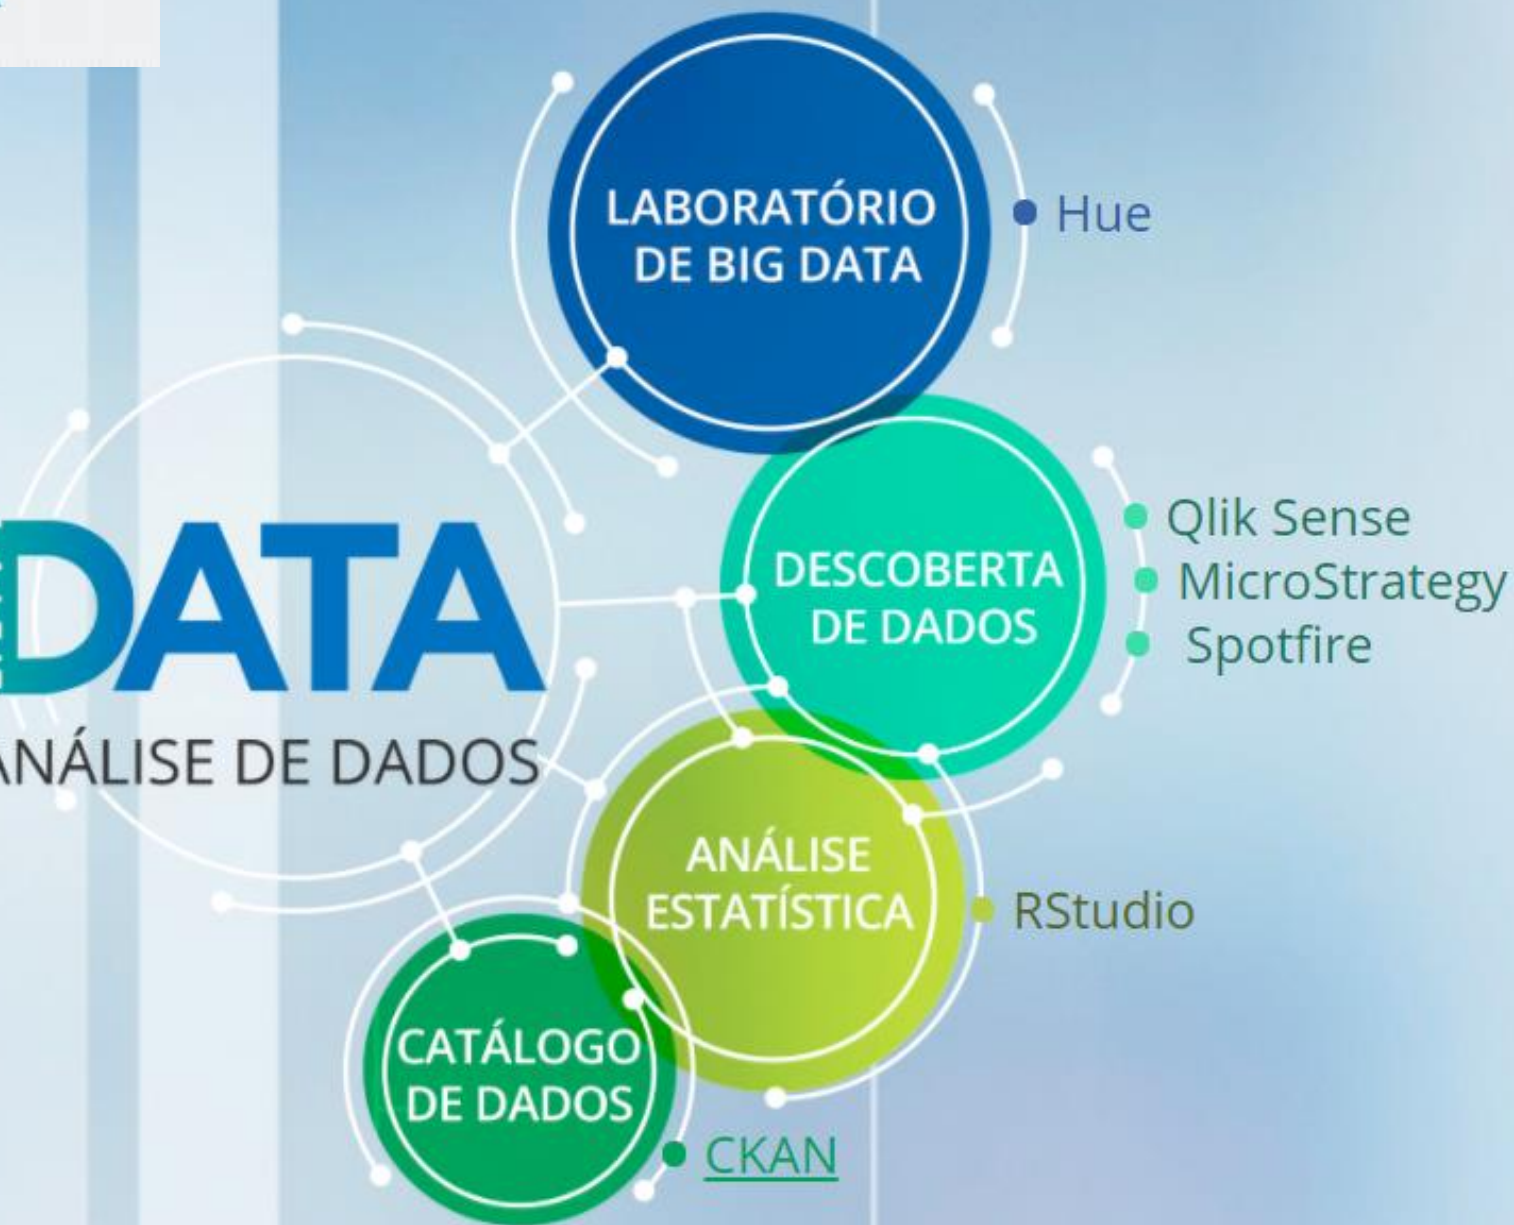 LABORATÓRIO
DE BIG DATA
Hue
DATA
ANÁLISE DE DADOS
DESCOBERTA
DE DADOS
Qlik Sense
MicroStrategy
Spotfire
ANÁLISE
ESTATÍSTICA
RStudio
CATÁLOGO
DE DADOS
CKAN